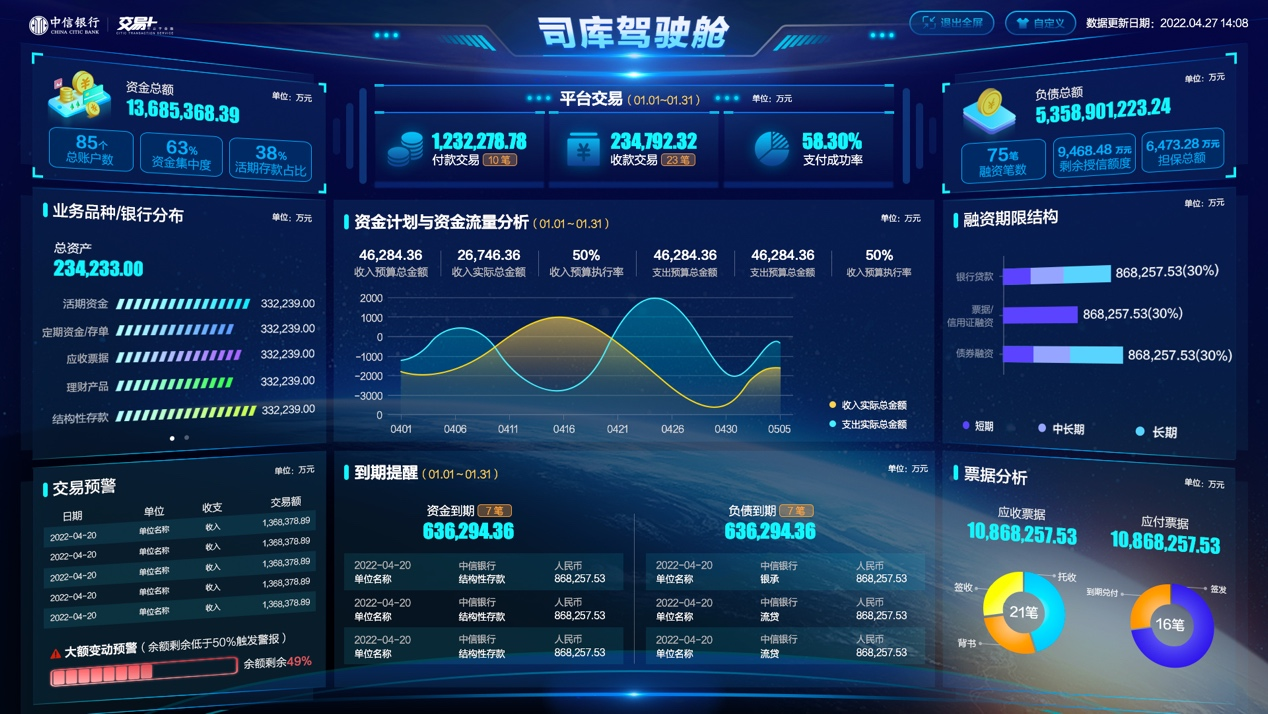 中信银行
CHINA CITIC BANK
交易+
司库驾驶舱
退出全屏
自定义
数据更新日期：2022.04.27 14:08
资金总额
13,685,368.39
单位：万元
85个
总账户数
63%
资金集中度
38%
活期存款占比
平台交易（01.01~01.31）
单位：万元
1,232,278.78
付款交易 10 笔
234,792.32
收款交易 23 笔
58.30%
支付成功率
负债总额
5,358,901,223.24
单位：万元
75笔
融资笔数
9,468.48 万元
剩余授信额度
6,473.28 万元
担保总额
业务品种/银行分布
单位：万元
总资产
234,233.00
活期资金 332,239.00
定期资金/存单 332,239.00
应收票据 332,239.00
理财产品 332,239.00
结构性存款 332,239.00
资金计划与资金流量分析（01.01~01.31）
单位：万元
46,284.36
收入预算总金额
26,746.36
收入实际总金额
50%
收入预算执行率
46,284.36
支出预算总金额
46,284.36
支出预算总金额
50%
收入预算执行率
2000
1000
0
-1000
-2000
-3000
0
0401 0406 0411 0416 0421 0426 0430 0505
收入实际总金额
支出实际总金额
融资期限结构
单位：万元
银行贷款 868,257.53(30%)
票据/
信用证融资 868,257.53(30%)
债券融资 868,257.53(30%)
短期 中长期 长期
交易预警
单位：万元
日期 单位 收支 交易额
2022-04-20 单位名称 收入 1,368,378.89
2022-04-20 单位名称 收入 1,368,378.89
2022-04-20 单位名称 收入 1,368,378.89
2022-04-20 单位名称 收入 1,368,378.89
2022-04-20 单位名称 收入 1,368,378.89
大额变动预警（余额剩余低于50%触发警报）
余额剩余49%
到期提醒（01.01~01.31）
单位：万元
资金到期 7 笔
636,294.36
2022-04-20 中信银行 人民币
单位名称 结构性存款 868,257.53
2022-04-20 中信银行 人民币
单位名称 结构性存款 868,257.53
2022-04-20 中信银行 人民币
单位名称 结构性存款 868,257.53
负债到期 7 笔
636,294.36
2022-04-20 中信银行 人民币
单位名称 银承 868,257.53
2022-04-20 中信银行 人民币
单位名称 流贷 868,257.53
2022-04-20 中信银行 人民币
单位名称 流贷 868,257.53
票据分析
单位：万元
应收票据
10,868,257.53
应付票据
10,868,257.53
签收
托收
背书
21笔
到期兑付
签发
16笔